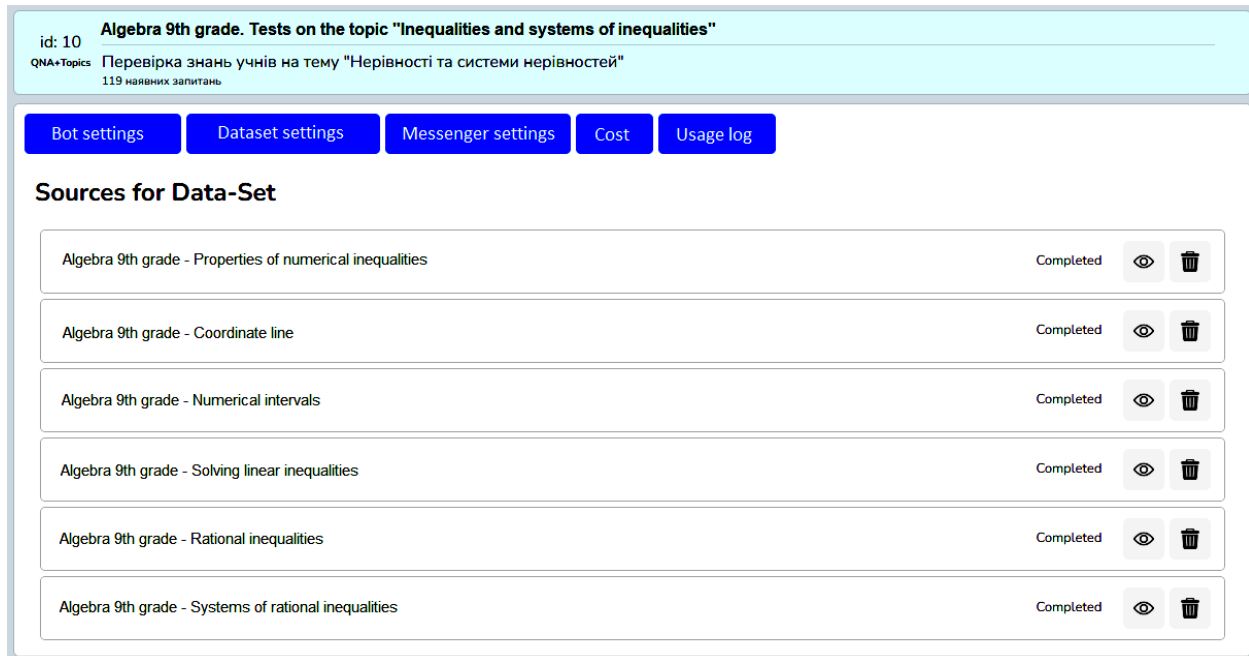 id: 10
QNA+Topics
Algebra 9th grade. Tests on the topic "Inequalities and systems of inequalities"
Перевірка знань учнів на тему "Нерівності та системи нерівностей"
119 наявних запитань
Bot settings
Dataset settings
Messenger settings
Cost
Usage log
Sources for Data-Set
Algebra 9th grade - Properties of numerical inequalities Completed
Algebra 9th grade - Coordinate line Completed
Algebra 9th grade - Numerical intervals Completed
Algebra 9th grade - Solving linear inequalities Completed
Algebra 9th grade - Rational inequalities Completed
Algebra 9th grade - Systems of rational inequalities Completed